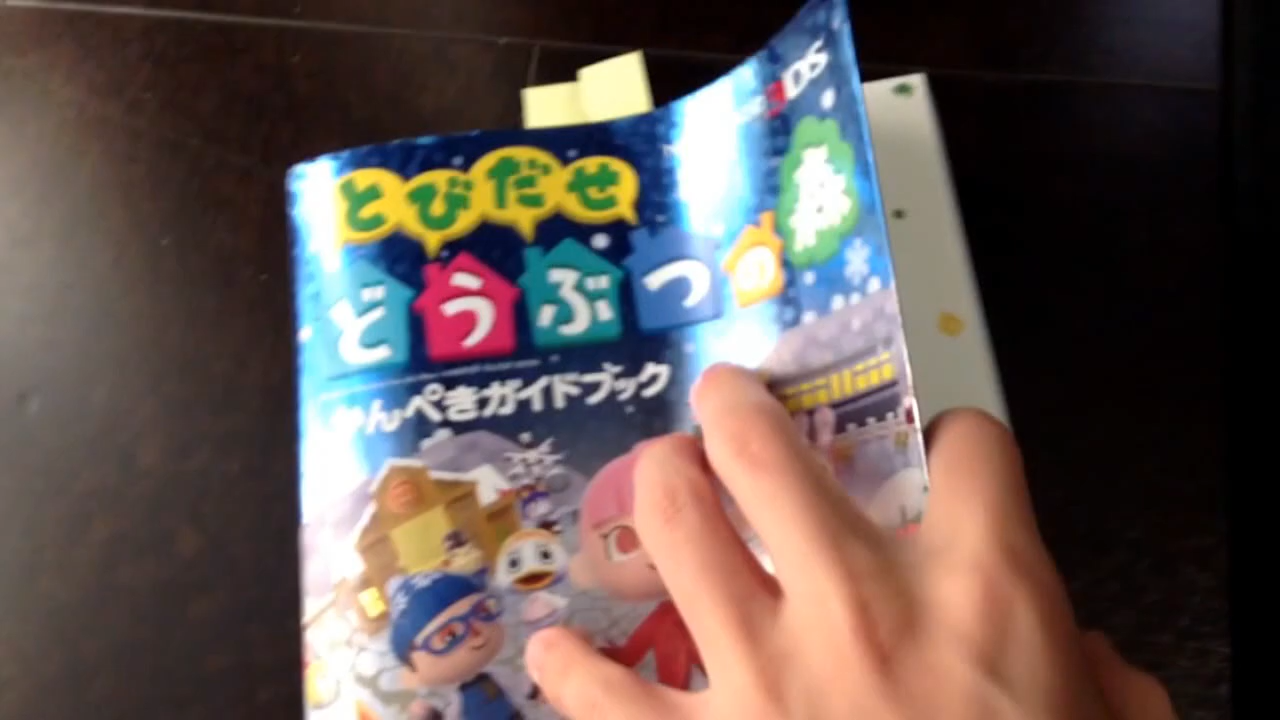 3DS
とびだせ
どうぶつの森
かんぺきガイドブック